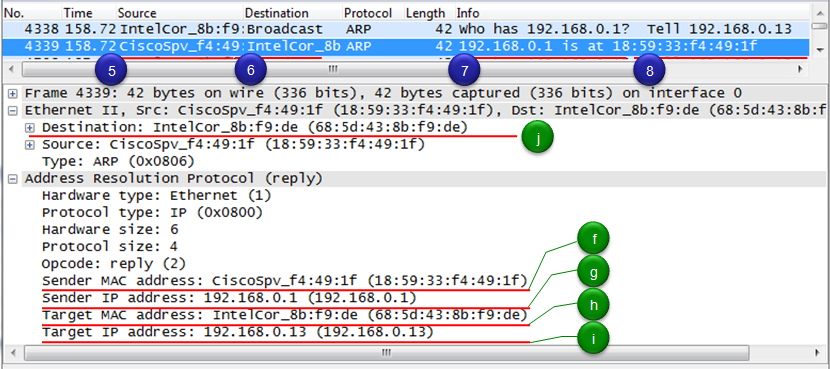 No. Time Source Destination Protocol Length Info
4338 158.72 IntelCor_8b:f9: Broadcast ARP 42 Who has 192.168.0.1? Tell 192.168.0.13
4339 158.72 CiscoSpv_f4:49: IntelCor_8b ARP 42 192.168.0.1 is at 18:59:33:f4:49:1f
5 6 7 8
Frame 4339: 42 bytes on wire (336 bits), 42 bytes captured (336 bits) on interface 0
Ethernet II, Src: CiscoSpv_f4:49:1f (18:59:33:f4:49:1f), Dst: IntelCor_8b:f9:de (68:5d:43:8b:f
Destination: IntelCor_8b:f9:de (68:5d:43:8b:f9:de)
j
Source: CiscoSpv_f4:49:1f (18:59:33:f4:49:1f)
Type: ARP (0x0806)
Address Resolution Protocol (reply)
Hardware type: Ethernet (1)
Protocol type: IP (0x0800)
Hardware size: 6
Protocol size: 4
Opcode: reply (2)
f
Sender MAC address: CiscoSpv_f4:49:1f (18:59:33:f4:49:1f)
g
Sender IP address: 192.168.0.1 (192.168.0.1)
h
Target MAC address: IntelCor_8b:f9:de (68:5d:43:8b:f9:de)
i
Target IP address: 192.168.0.13 (192.168.0.13)